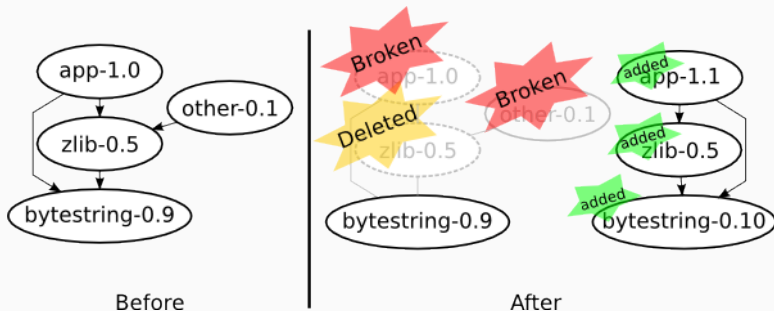 app-1.0
other-0.1
zlib-0.5
bytestring-0.9
Before
Broken
app-1.0
Broken
other-0.1
Deleted
zlib-0.5
bytestring-0.9
added
app-1.1
added
zlib-0.5
added
bytestring-0.10
After